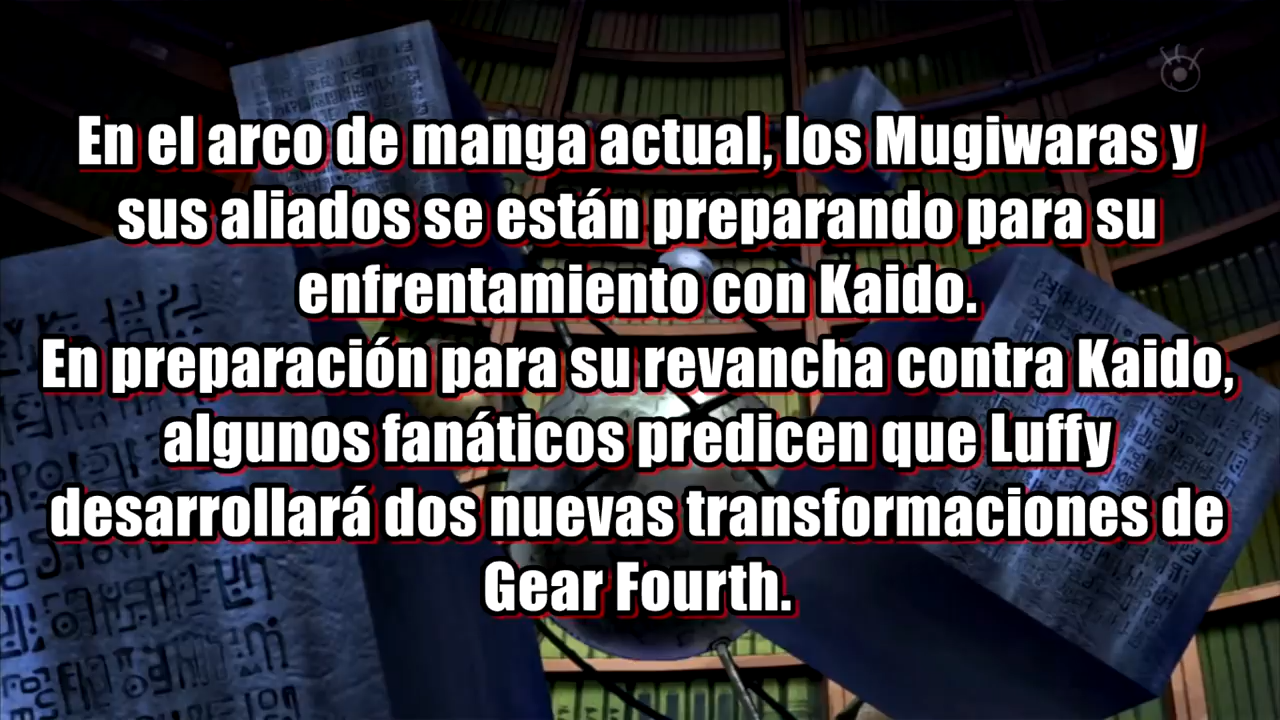 En el arco de manga actual, los Mugiwaras y
sus aliados se están preparando para su
enfrentamiento con Kaido.
En preparación para su revancha contra Kaido,
algunos fanáticos predicen que Luffy
desarrollará dos nuevas transformaciones de
Gear Fourth.